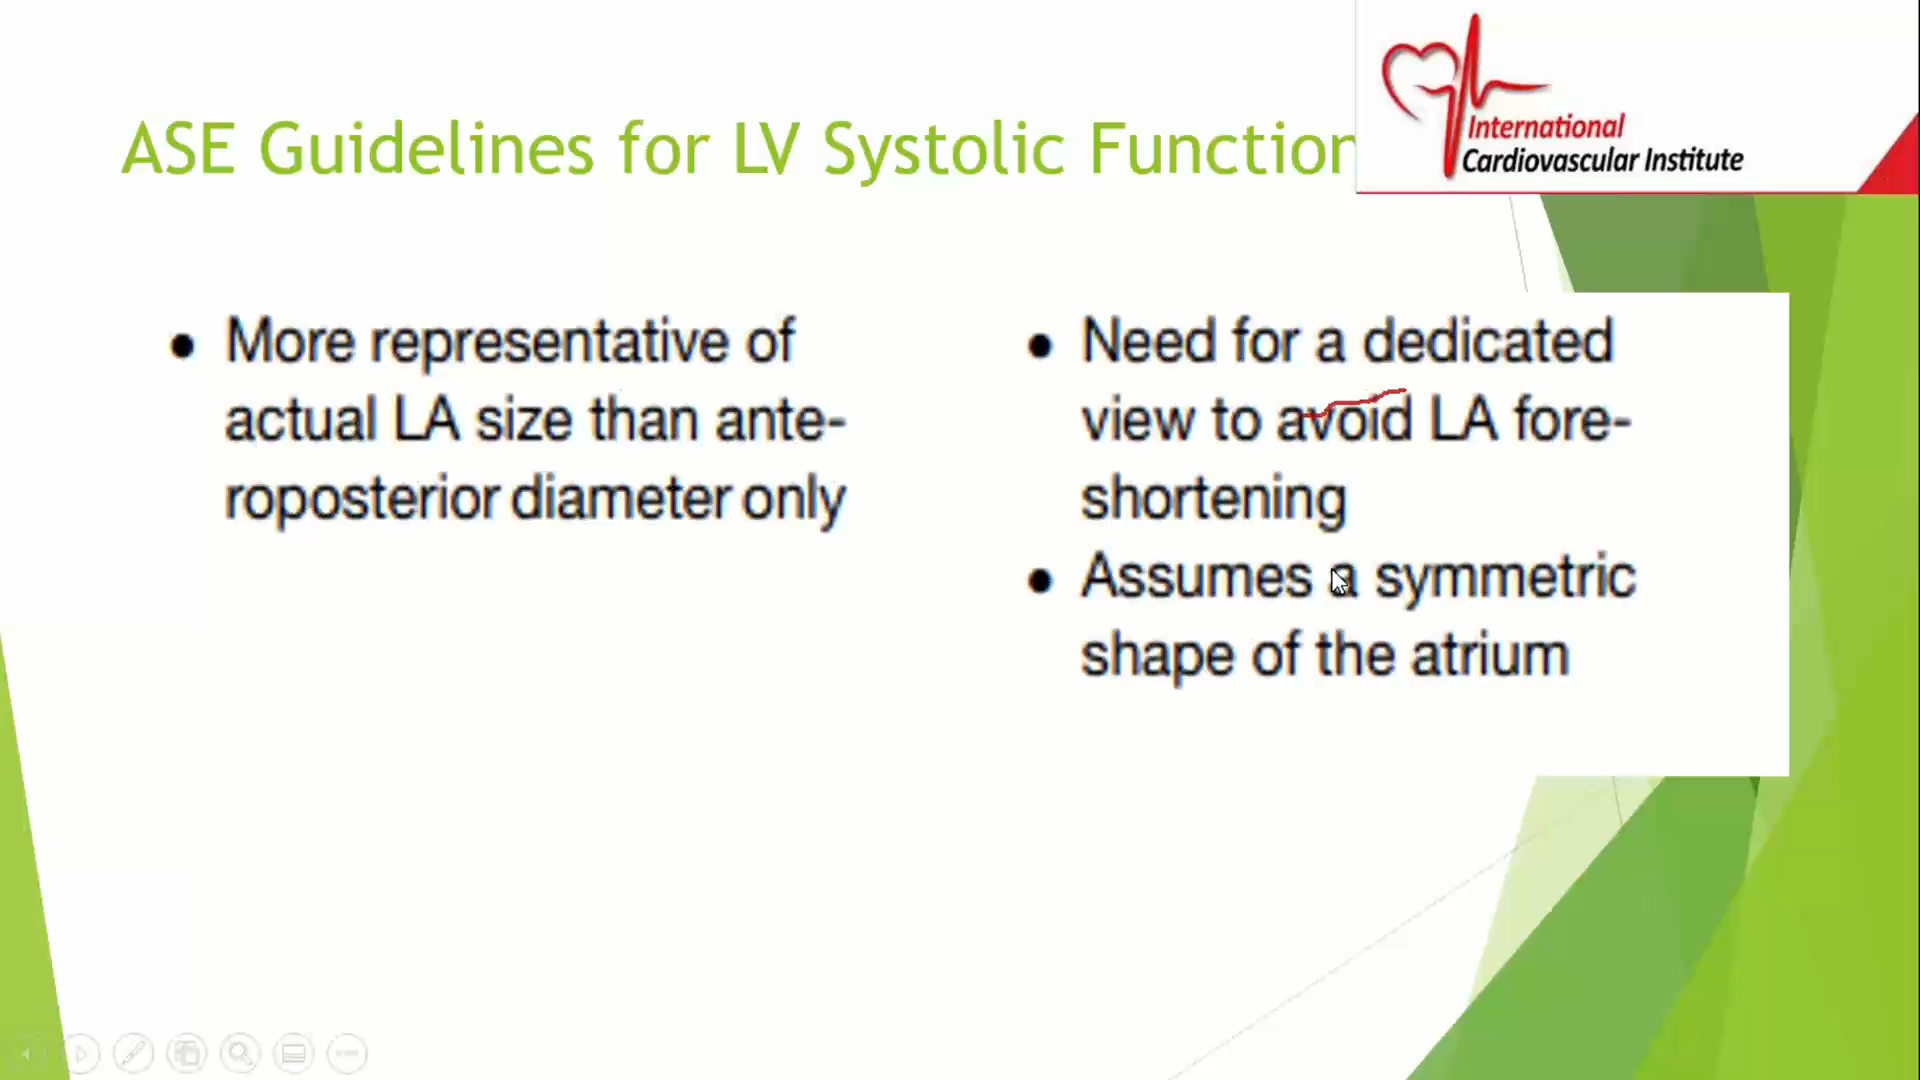 ASE Guidelines for LV Systolic Function
International
Cardiovascular Institute
● More representative of
actual LA size than ante-
roposterior diameter only
● Need for a dedicated
view to avoid LA fore-
shortening
● Assumes a symmetric
shape of the atrium